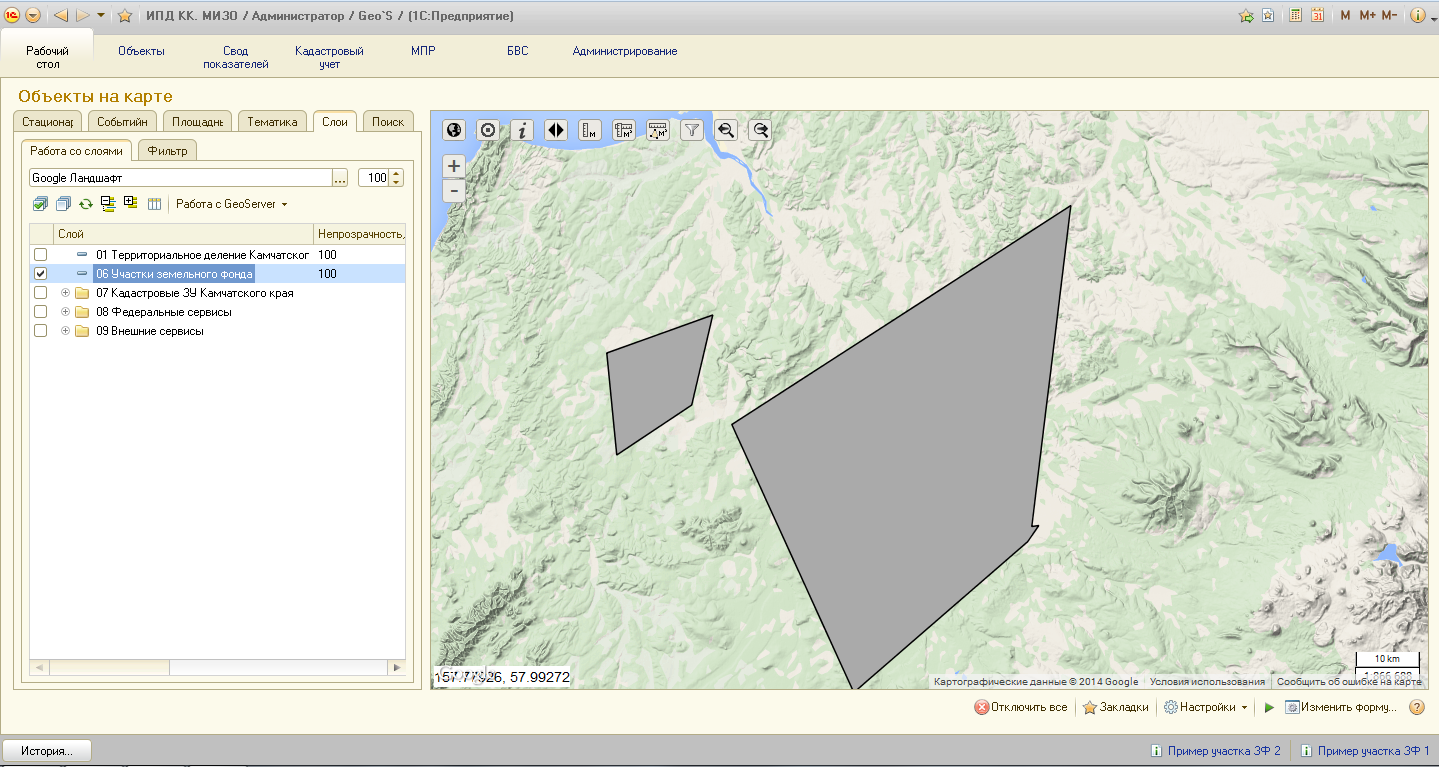 ИПД КК. МИЗО / Администратор / Geo`S / (1С:Предприятие)
M M+ M-
Рабочий
стол
Объекты
Свод
показателей
Кадастровый
учет
МПР
БВС
Администрирование
Объекты на карте
Стационар
Событийн
Площадн
Тематика
Слои
Поиск
Работа со слоями
Фильтр
Google Ландшафт
...
100
Работа с GeoServer
Слой
Непрозрачность,
01 Территориальное деление Камчатског 100
06 Участки земельного фонда 100
07 Кадастровые ЗУ Камчатского края
08 Федеральные сервисы
09 Внешние сервисы
+
-
57.99272
10 km
Картографические данные © 2014 Google
Условия использования
Сообщить об ошибке на карте
Отключить все
Закладки
Настройки
Изменить форму...
История...
Пример участка ЗФ 2
Пример участка ЗФ 1